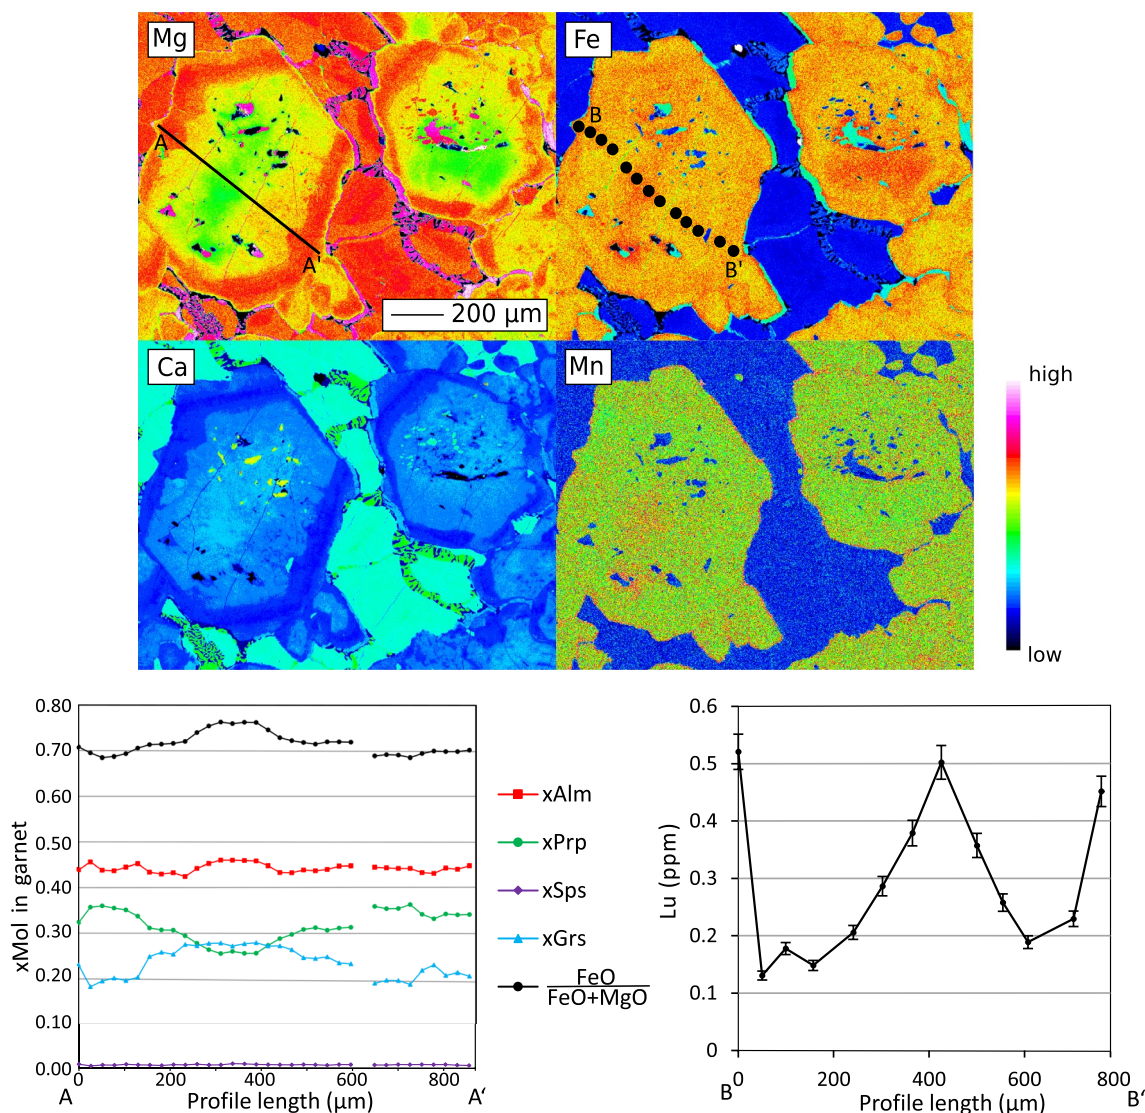 Mg
Fe
A
A'
B
B'
200 µm
Ca
Mn
high
low
0.80
0.70
0.60
0.50
0.40
0.30
0.20
0.10
0.00
xMol in garnet
0 200 400 600 800
A Profile length (µm) A‘
xAlm
xPrp
xSps
xGrs
FeO
FeO+MgO
0.6
0.5
0.4
0.3
0.2
0.1
0
Lu (ppm)
0 200 400 600 800
B Profile length (µm) B‘